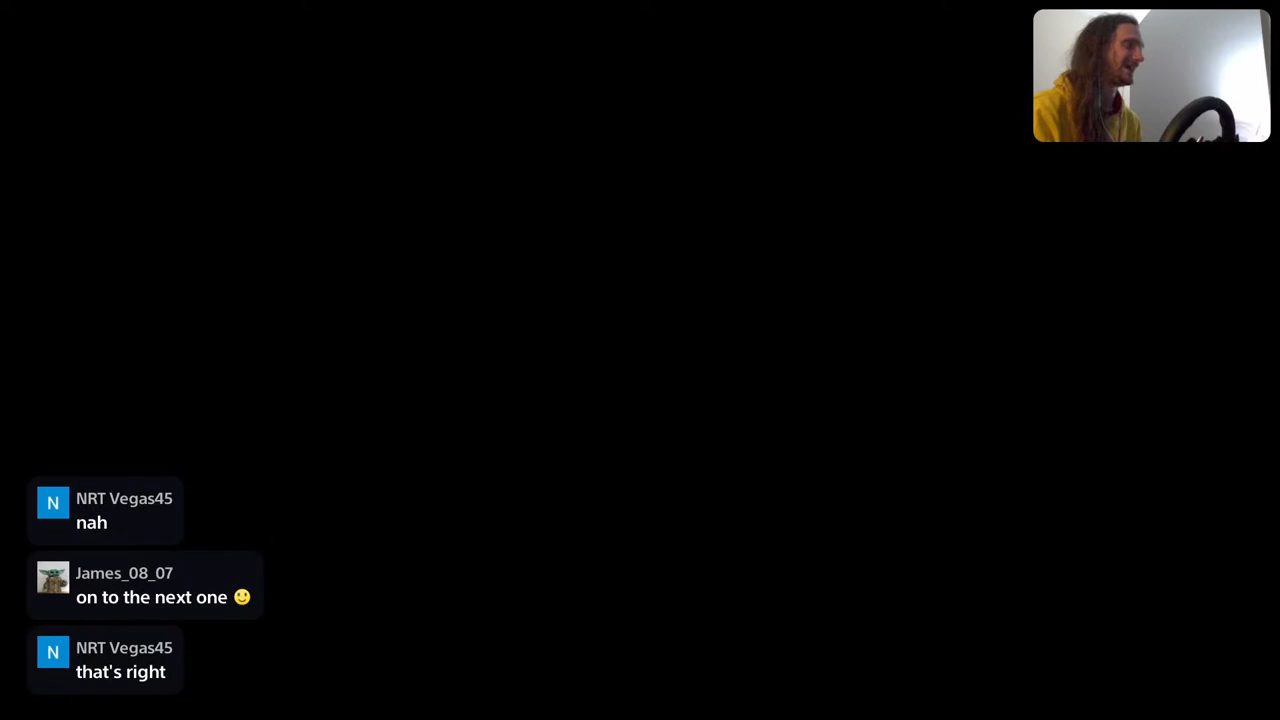 N
NRT Vegas45
nah
James_08_07
on to the next one 🙂
N
NRT Vegas45
that's right